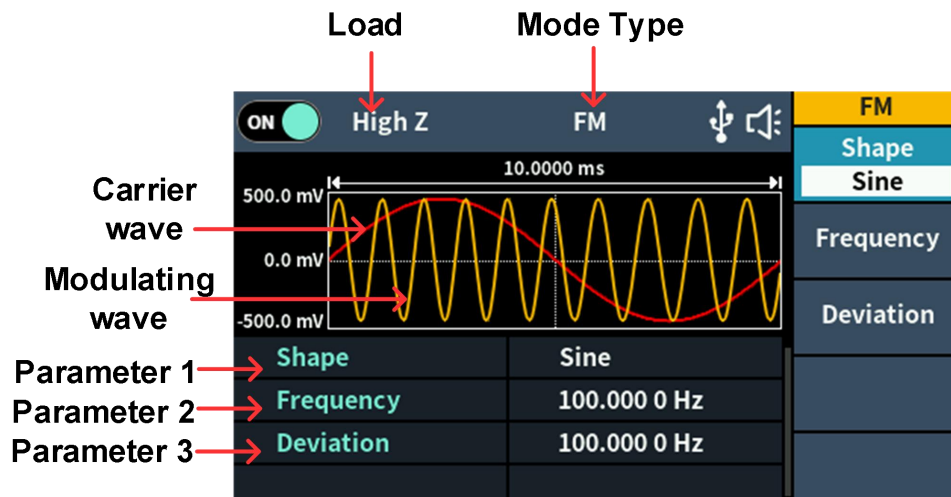 Load
Mode Type
ON
High Z
FM
FM
Shape
Sine
Frequency
Deviation
10.0000 ms
500.0 mV
0.0 mV
-500.0 mV
Carrier
wave
Modulating
wave
Parameter 1
Shape
Sine
Parameter 2
Frequency
100.000 0 Hz
Parameter 3
Deviation
100.000 0 Hz